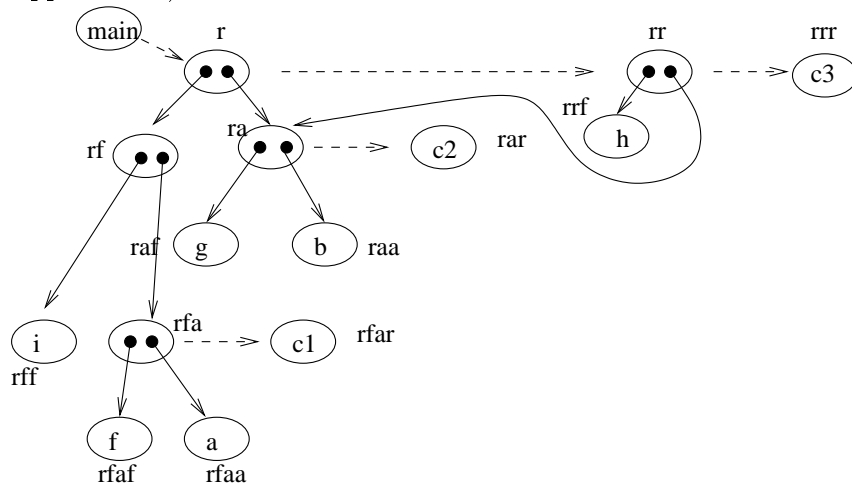 main r rr rrr
c3
rrf
rf ra c2 rar h
raf g b raa
i rfa c1 rfar
rff
f a
rfaf rfaa